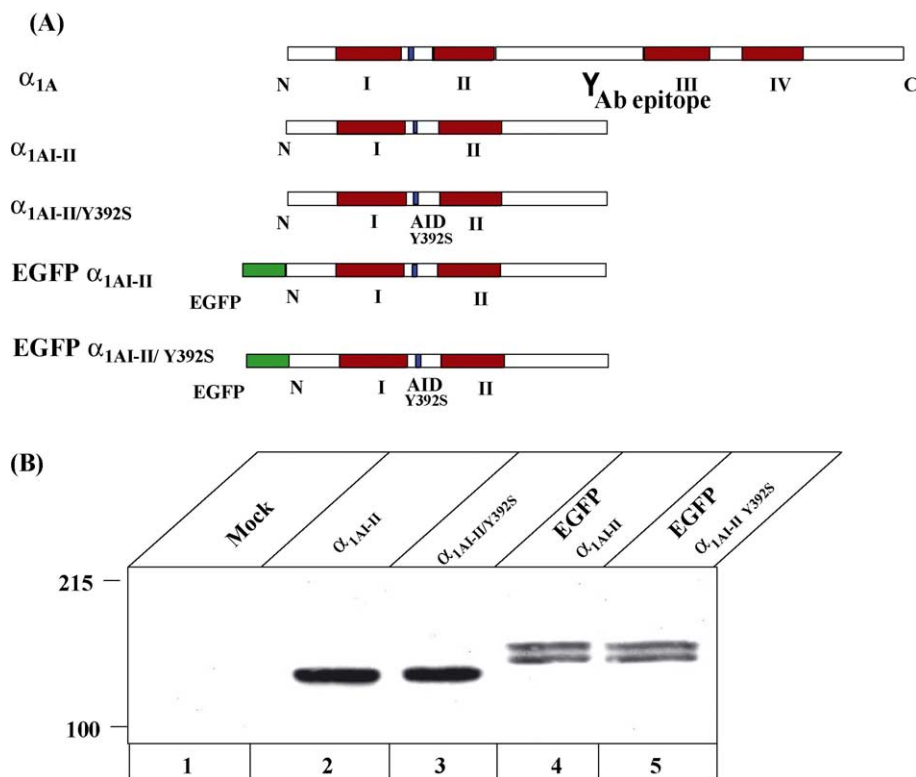 (A)
α1A
N I II III IV C
Ab epitope
α1AI-II
N I II
α1AI-II/Y392S
N I AID II
Y392S
EGFP α1AI-II
EGFP N I II
EGFP α1AI-II/ Y392S
EGFP N I AID II
Y392S
(B)
Mock
α1AI-II
α1AI-II/Y392S
EGFP
α1AI-II
EGFP
α1AI-II Y392S
215
100
1 2 3 4 5